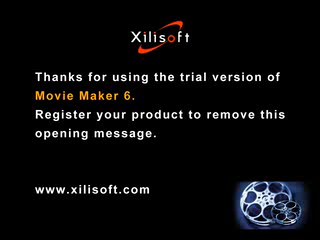 Xilisoft
Thanks for using the trial version of
Movie Maker 6.
Register your product to remove this
opening message.
www.xilisoft.com